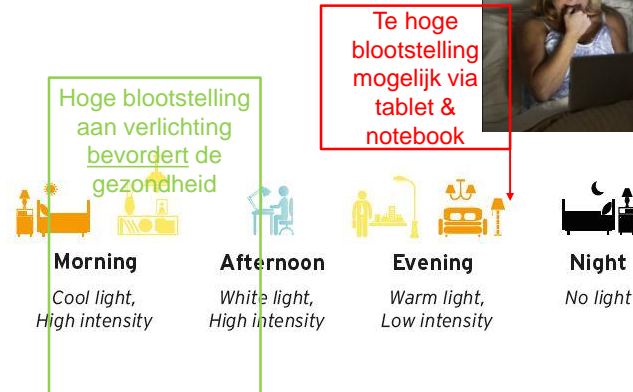 Te hoge
blootstelling
mogelijk via
tablet &
notebook
Hoge blootstelling
aan verlichting
bevordert de
gezondheid
Morning
Cool light,
High intensity
Afternoon
White light,
High intensity
Evening
Warm light,
Low intensity
Night
No light